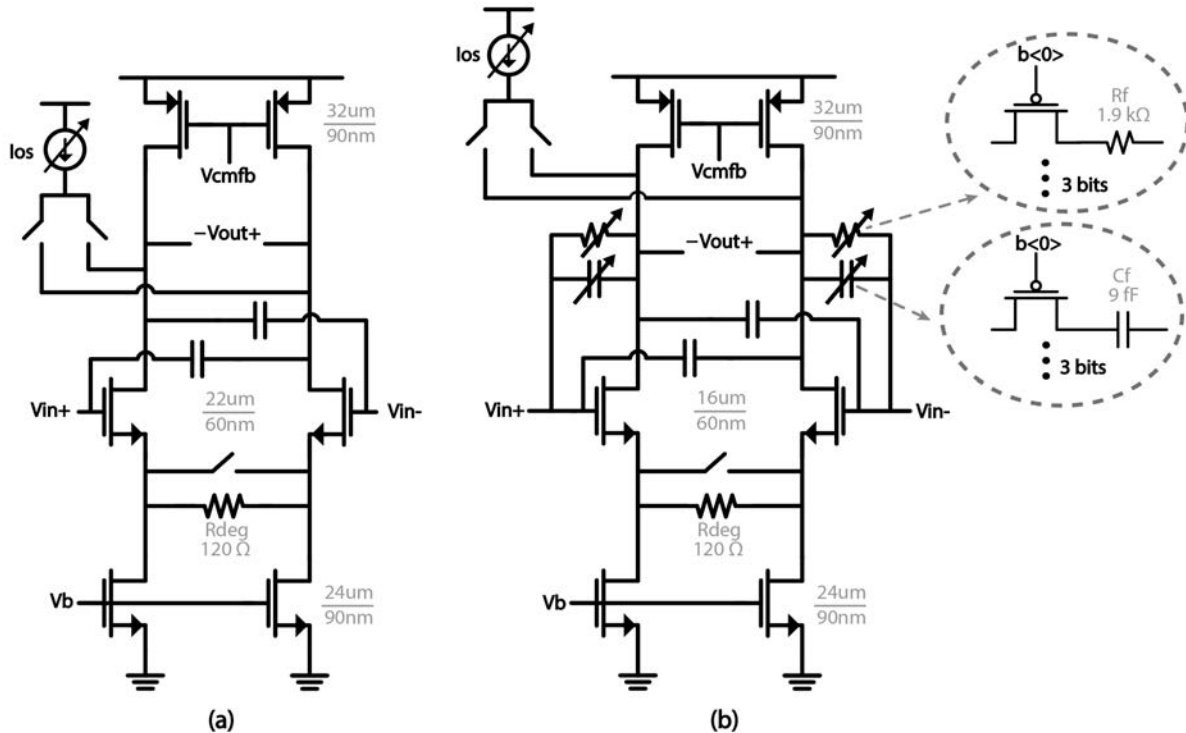 Ios
32um
90nm
Vcmfb
−Vout+
Vin+
22um
60nm
Vin-
Rdeg
120 Ω
Vb
24um
90nm
(a)
Ios
32um
90nm
Vcmfb
−Vout+
Vin+
16um
60nm
Vin-
Rdeg
120 Ω
Vb
24um
90nm
(b)
b<0>
Rf
1.9 kΩ
3 bits
b<0>
Cf
9 fF
3 bits